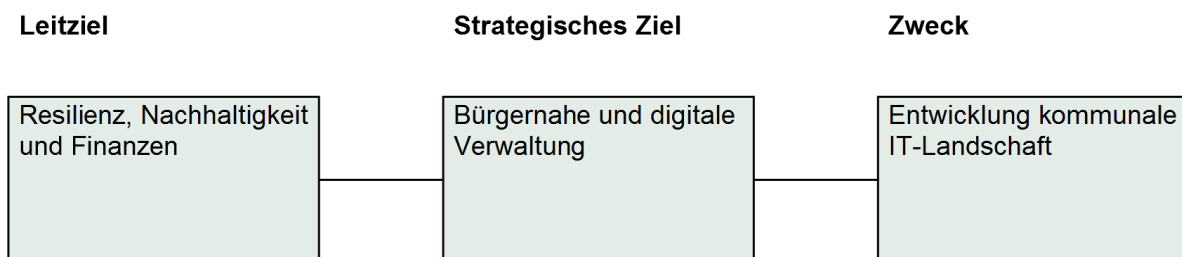 Leitziel
Strategisches Ziel
Zweck
Resilienz, Nachhaltigkeit
und Finanzen
Bürgernahe und digitale
Verwaltung
Entwicklung kommunale
IT-Landschaft